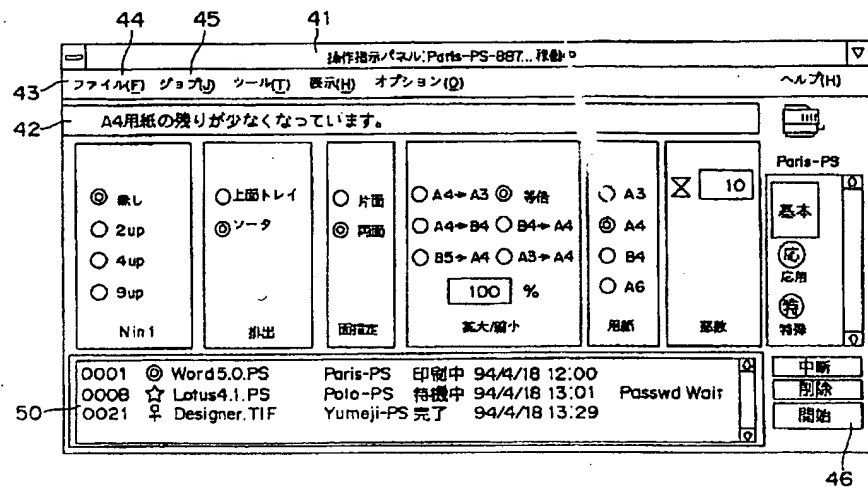 44
45
41
操作指示パネル:Paris-PS-887... 稼動中
43
ファイル(F) ジョブ(J) ツール(T) 表示(H) オプション(O) ヘルプ(H)
42
A4用紙の残りが少なくなっています。
Paris-PS
無し
2up
4up
9up
Nin1
上面トレイ
ソータ
排出
片面
両面
面指定
A4→A3 等倍
A4→B4 B4→A4
B5→A4 A3→A4
100 %
拡大/縮小
A3
A4
B4
A6
用紙
10
部数
基本
応
応用
特
特殊
50
0001 ◎ Word5.0.PS Paris-PS 印刷中 94/4/18 12:00
0008 ☆ Lotus4.1.PS Polo-PS 待機中 94/4/18 13:01 Passwd Wait
0021 ♀ Designer.TIF Yumeji-PS 完了 94/4/18 13:29
中断
削除
開始
46